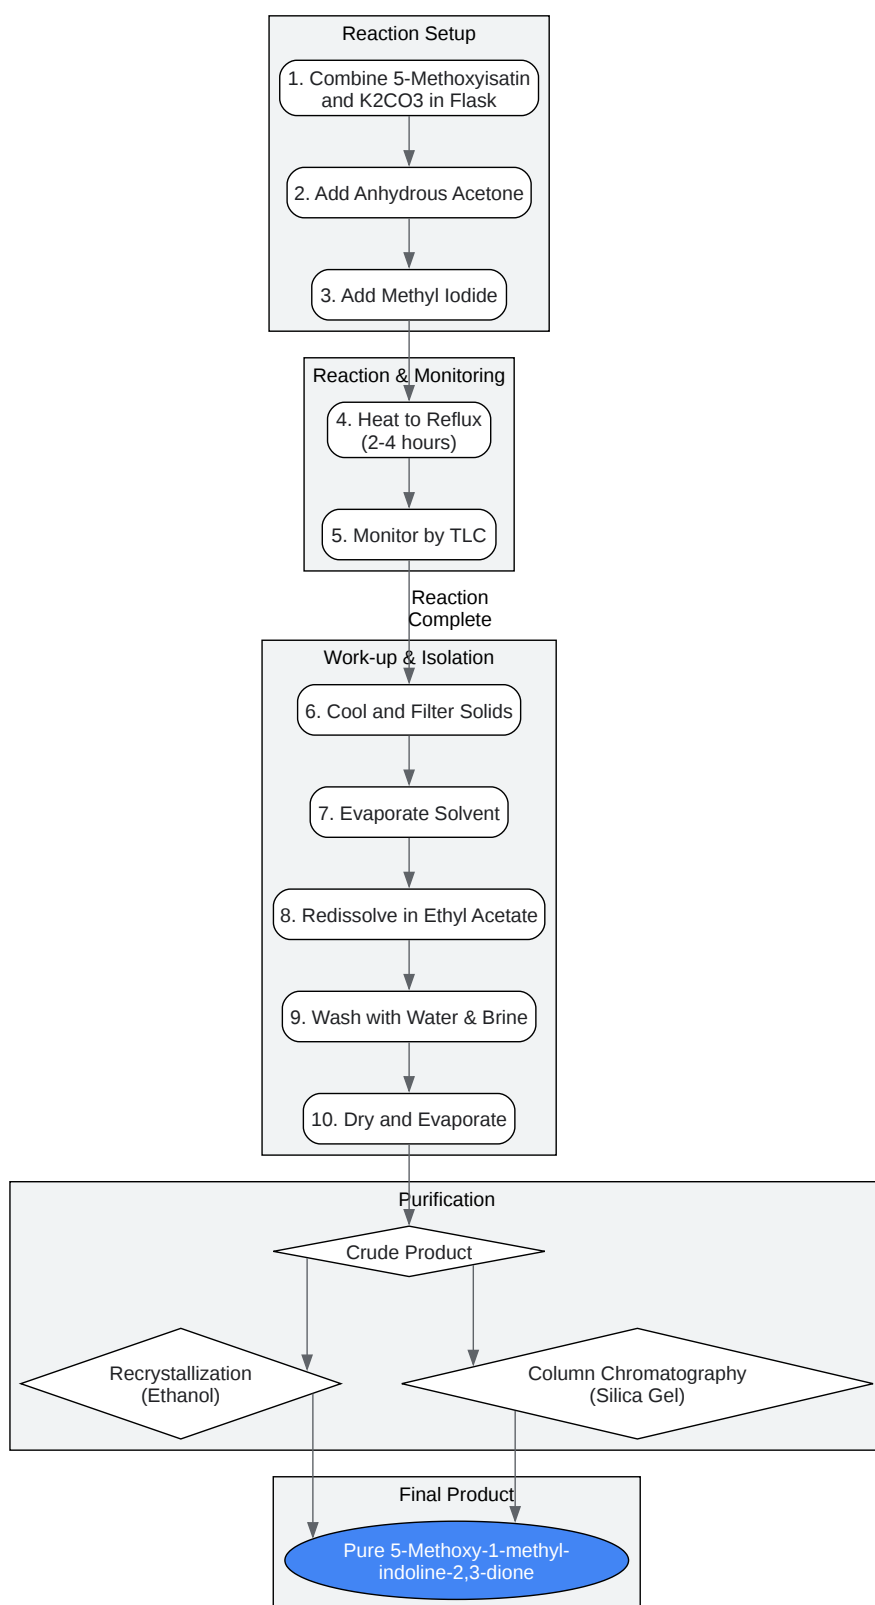 Reaction Setup
1. Combine 5-Methoxyisatin
and K2CO3 in Flask
2. Add Anhydrous Acetone
3. Add Methyl Iodide
Reaction & Monitoring
4. Heat to Reflux
(2-4 hours)
5. Monitor by TLC
Reaction
Complete
Work-up & Isolation
6. Cool and Filter Solids
7. Evaporate Solvent
8. Redissolve in Ethyl Acetate
9. Wash with Water & Brine
10. Dry and Evaporate
Purification
Crude Product
Recrystallization
(Ethanol)
Column Chromatography
(Silica Gel)
Final Product
Pure 5-Methoxy-1-methyl-
indoline-2,3-dione